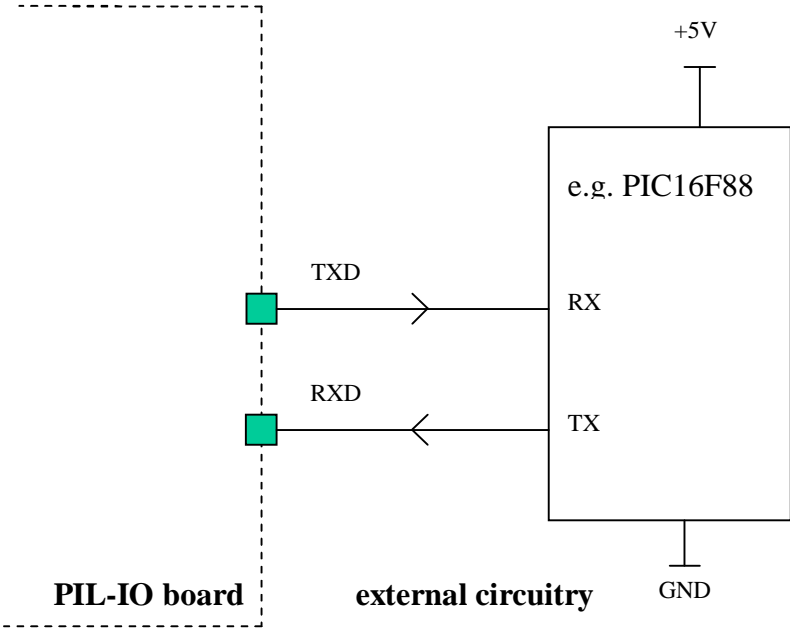 +5V
e.g. PIC16F88
TXD
RX
RXD
TX
PIL-IO board
external circuitry
GND